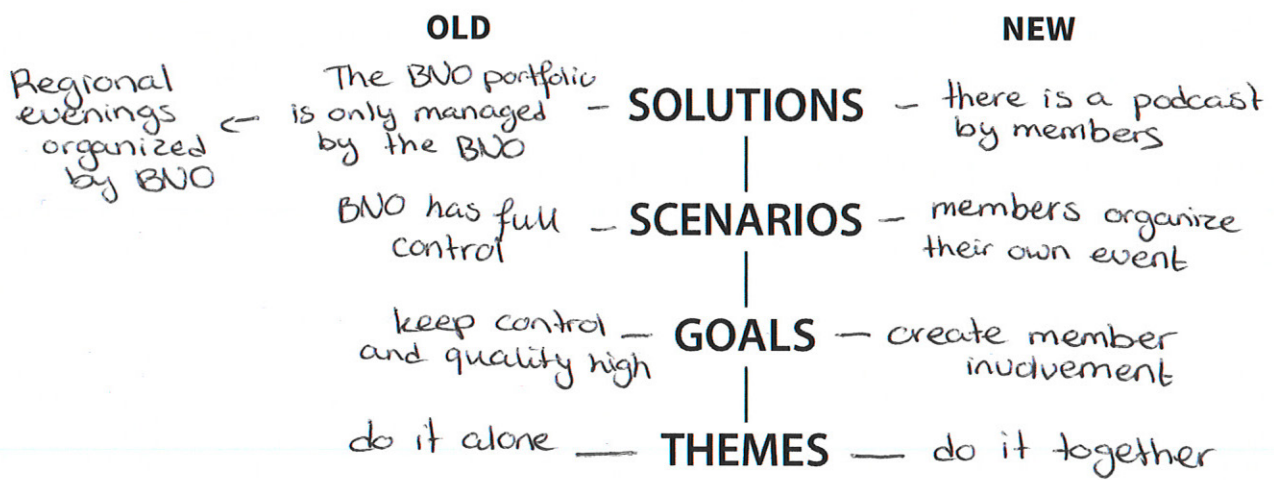 OLD
NEW
Regional
evenings
organized
by BNO
←
The BNO portfolio
is only managed
by the BNO
– SOLUTIONS –
there is a podcast
by members
BNO has full
control
– SCENARIOS –
members organize
their own event
keep control
and quality high
– GOALS –
create member
involvement
do it alone
— THEMES —
do it together